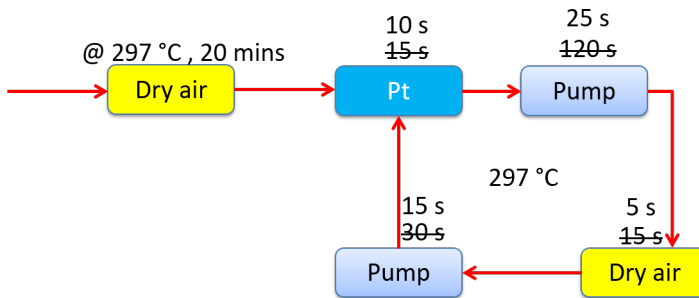 @ 297 °C , 20 mins
Dry air
10 s
15 s
Pt
25 s
120 s
Pump
297 °C
5 s
15 s
Dry air
15 s
30 s
Pump